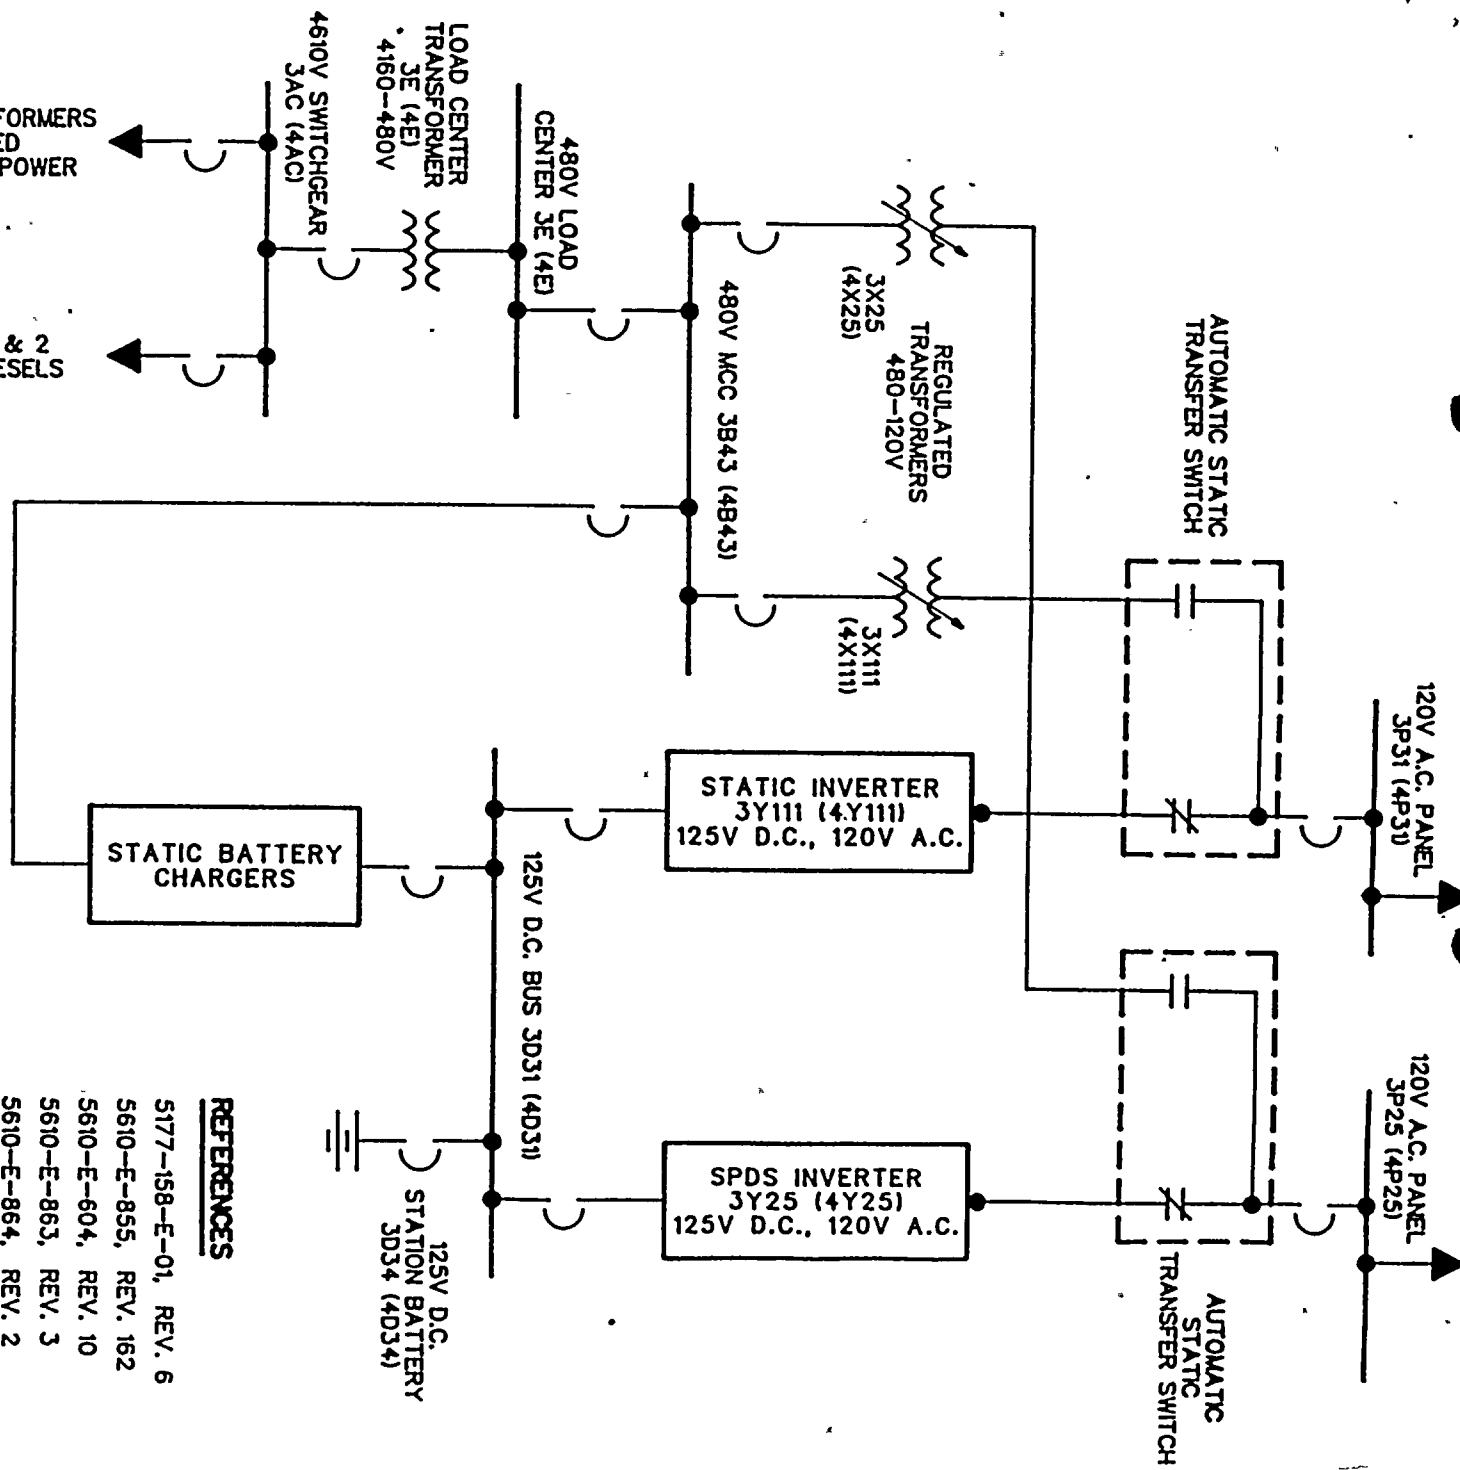 FORMERS
ED
POWER
& 2
ESELS
4610V SWITCHGEAR
3AC (4AC)
LOAD CENTER
TRANSFORMER
3E (4E)
4160-480V
480V LOAD
CENTER 3E (4E)
480V MCC 3B43 (4B43)
3X25
(4X25)
REGULATED
TRANSFORMERS
480-120V
3X111
(4X111)
AUTOMATIC STATIC
TRANSFER SWITCH
120V A.C. PANEL
3P31 (4P31)
STATIC INVERTER
3Y111 (4Y111)
125V D.C., 120V A.C.
STATIC BATTERY
CHARGERS
125V D.C. BUS 3D31 (4D31)
SPDS INVERTER
3Y25 (4Y25)
125V D.C., 120V A.C.
120V A.C. PANEL
3P25 (4P25)
AUTOMATIC
STATIC
TRANSFER SWITCH
125V D.C.
STATION BATTERY
3D34 (4D34)
REFERENCES
5177-158-E-01, REV. 6
5610-E-855, REV. 162
5610-E-604, REV. 10
5610-E-863, REV. 3
5610-E-864, REV. 2